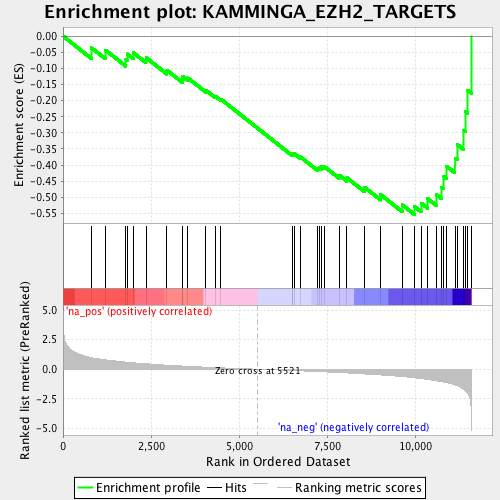 Enrichment plot: KAMMINGA_EZH2_TARGETS
Enrichment score (ES)
0.00
-0.05
-0.10
-0.15
-0.20
-0.25
-0.30
-0.35
-0.40
-0.45
-0.50
-0.55
'na_pos' (positively correlated)
Ranked list metric (PreRanked)
5.0
2.5
0.0
-2.5
-5.0
Zero cross at 5521
'na_neg' (negatively correlated)
0
2,500
5,000
7,500
10,000
Rank in Ordered Dataset
Enrichment profile
Hits
Ranking metric scores